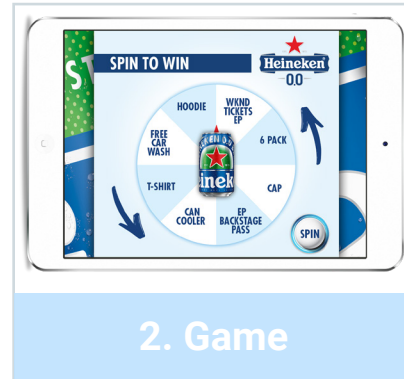 ST
SPIN TO WIN
Heineken
0.0
HOODIE
WKND
TICKETS
EP
FREE
CAR
WASH
6 PACK
T-SHIRT
CAP
CAN
COOLER
EP
BACKSTAGE
PASS
SPIN
2. Game